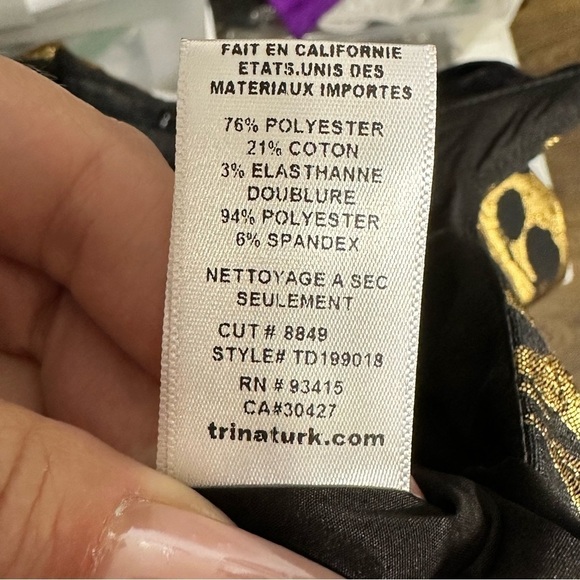 FAIT EN CALIFORNIE
ETATS.UNIS DES
MATERIAUX IMPORTES
76% POLYESTER
21% COTON
3% ELASTHANNE
DOUBLURE
94% POLYESTER
6% SPANDEX
NETTOYAGE A SEC
SEULEMENT
CUT # 8849
STYLE# TD199018
RN # 93415
CA#30427
trinaturk.com